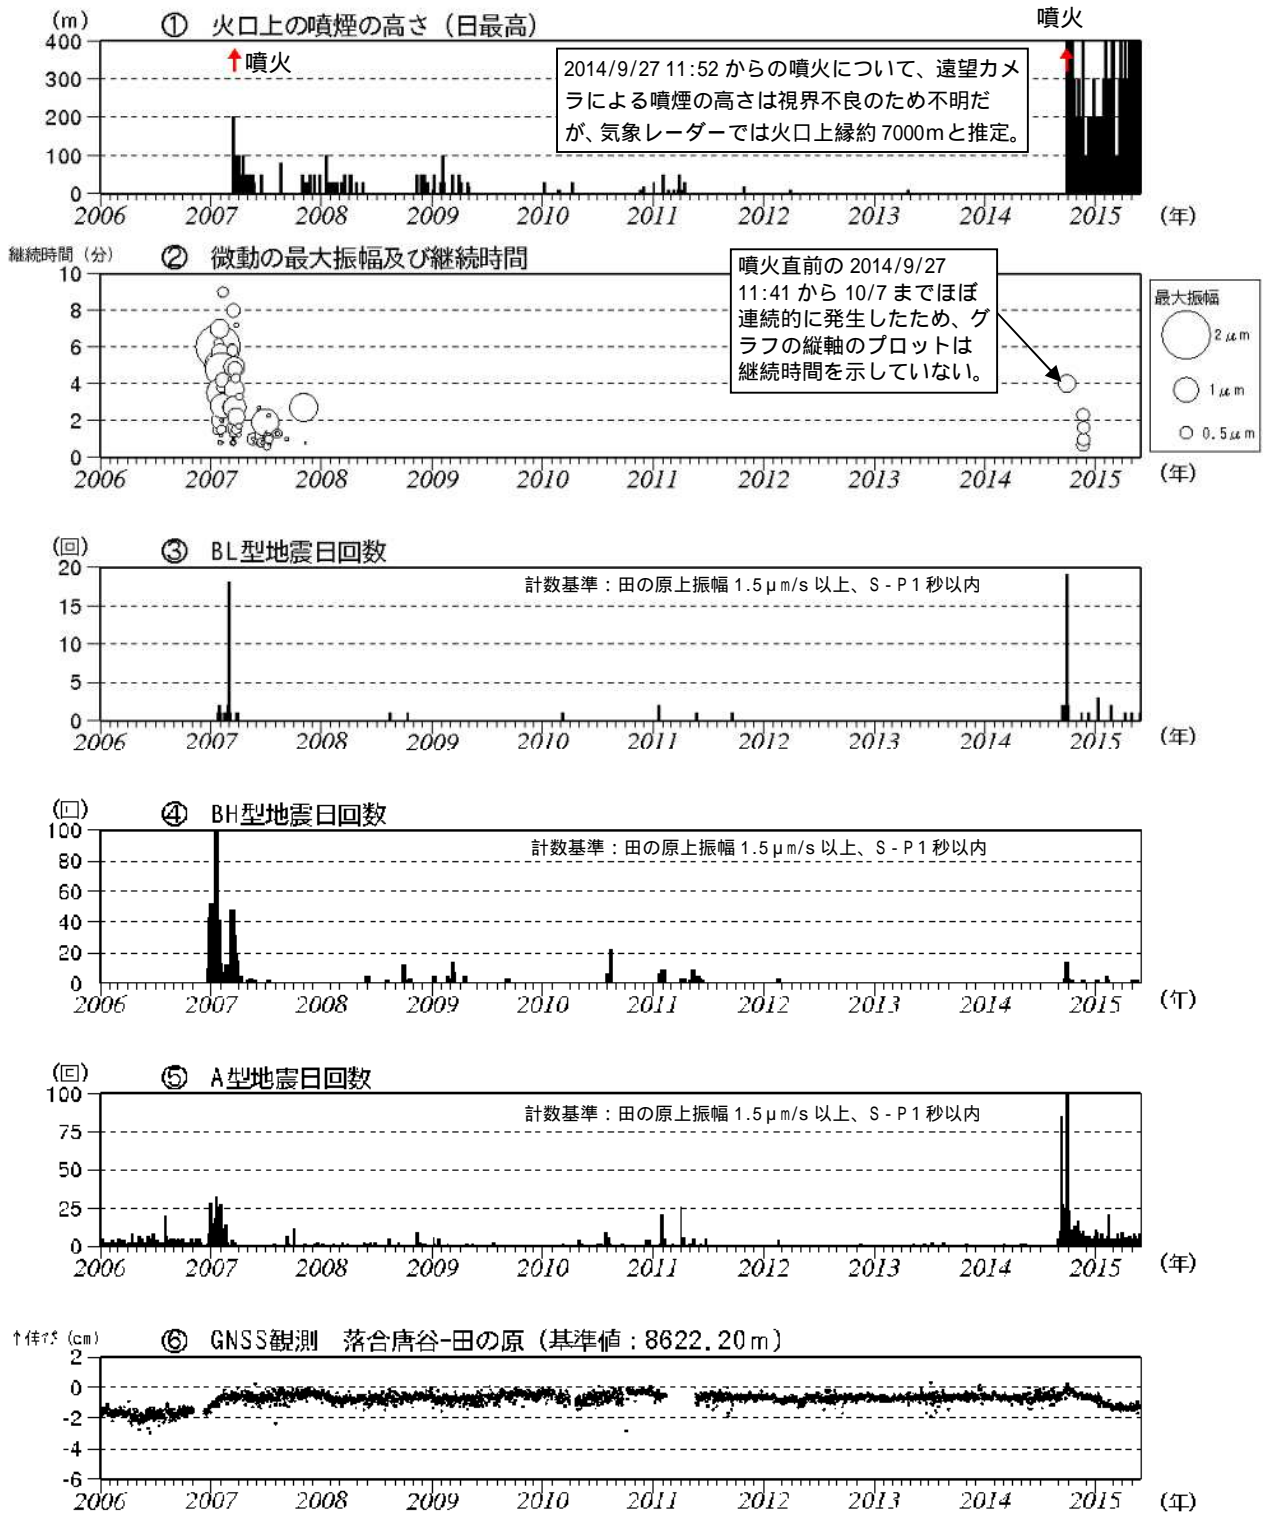 (m)
① 火口上の噴煙の高さ（日最高）
噴火
400
300
200
100
0
噴火
2014/9/27 11:52 からの噴火について、遠望カメ
ラによる噴煙の高さは視界不良のため不明だ
が、気象レーダーでは火口上縁約 7000mと推定。
2006 2007 2008 2009 2010 2011 2012 2013 2014 2015 (年)
継続時間（分）
② 微動の最大振幅及び継続時間
10
8
6
4
2
0
噴火直前の 2014/9/27
11:41 から 10/7 までほぼ
連続的に発生したため、グ
ラフの縦軸のプロットは
継続時間を示していない。
最大振幅
2μm
1μm
0.5μm
2006 2007 2008 2009 2010 2011 2012 2013 2014 2015 (年)
(回)
③ BL型地震日回数
20
15
10
5
0
計数基準：田の原上振幅 1.5μm/s 以上、S-P1 秒以内
2006 2007 2008 2009 2010 2011 2012 2013 2014 2015 (年)
(回)
④ BH型地震日回数
100
80
60
40
20
0
計数基準：田の原上振幅 1.5μm/s 以上、S-P1 秒以内
2006 2007 2008 2009 2010 2011 2012 2013 2014 2015 (年)
(回)
⑤ A型地震日回数
100
75
50
25
0
計数基準：田の原上振幅 1.5μm/s 以上、S-P1 秒以内
2006 2007 2008 2009 2010 2011 2012 2013 2014 2015 (年)
(cm)
⑥ GNSS観測 落合唐谷-田の原（基準値：8622.20m）
2
0
-2
-4
-6
2006 2007 2008 2009 2010 2011 2012 2013 2014 2015 (年)